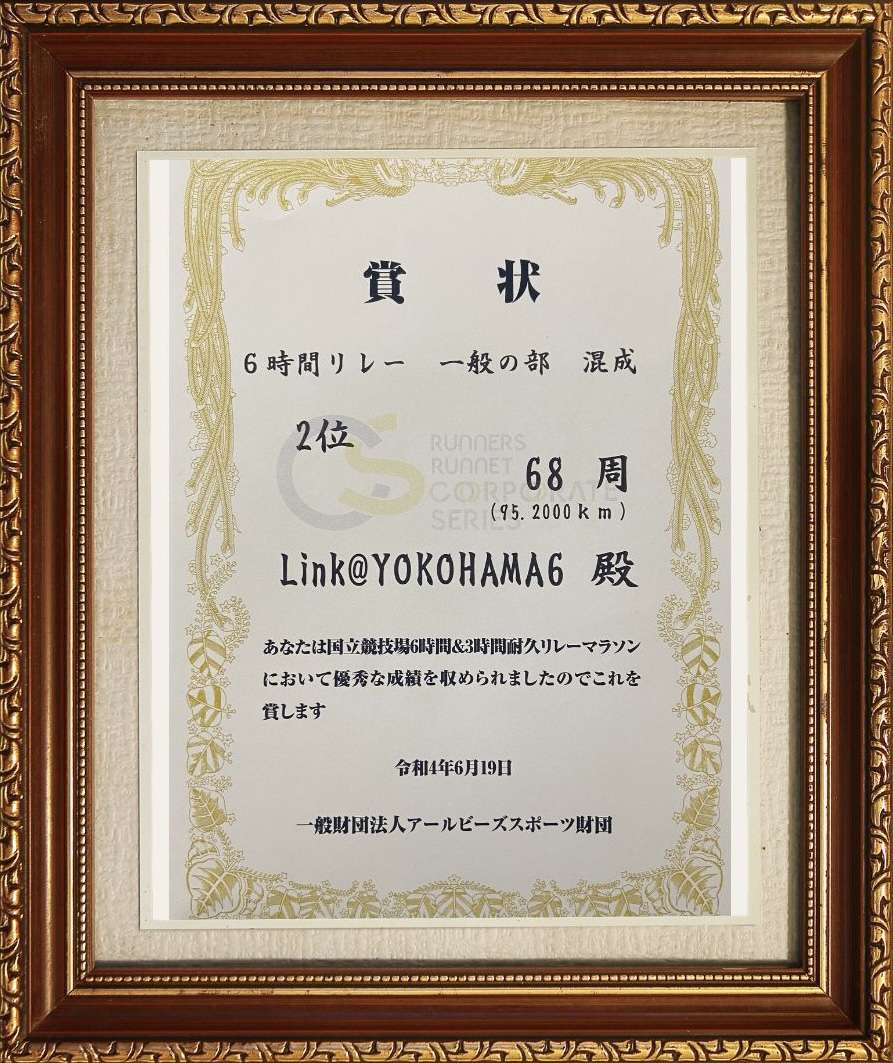 賞 状
6時間リレー 一般の部 混成
2位
RUNNERS
RUNNET
CORPORATE
SERIES
68 周
(95.2000km)
Link@YOKOHAMA6 殿
あなたは国立競技場6時間&3時間耐久リレーマラソン
において優秀な成績を収められましたのでこれを
賞します
令和4年6月19日
一般財団法人アールビーズスポーツ財団